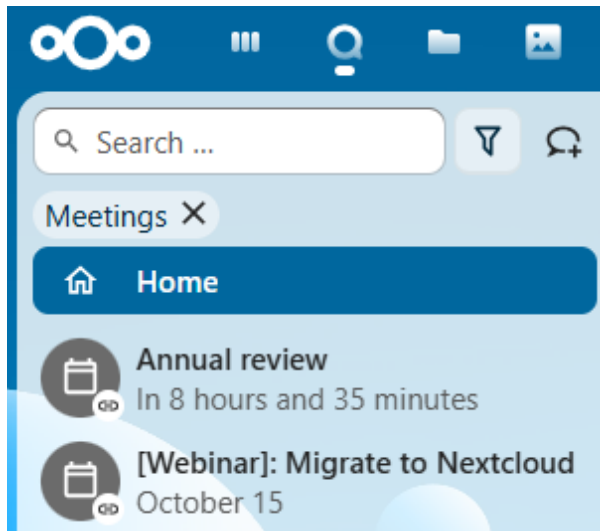 Search ...
Meetings
Home
Annual review
In 8 hours and 35 minutes
[Webinar]: Migrate to Nextcloud
October 15